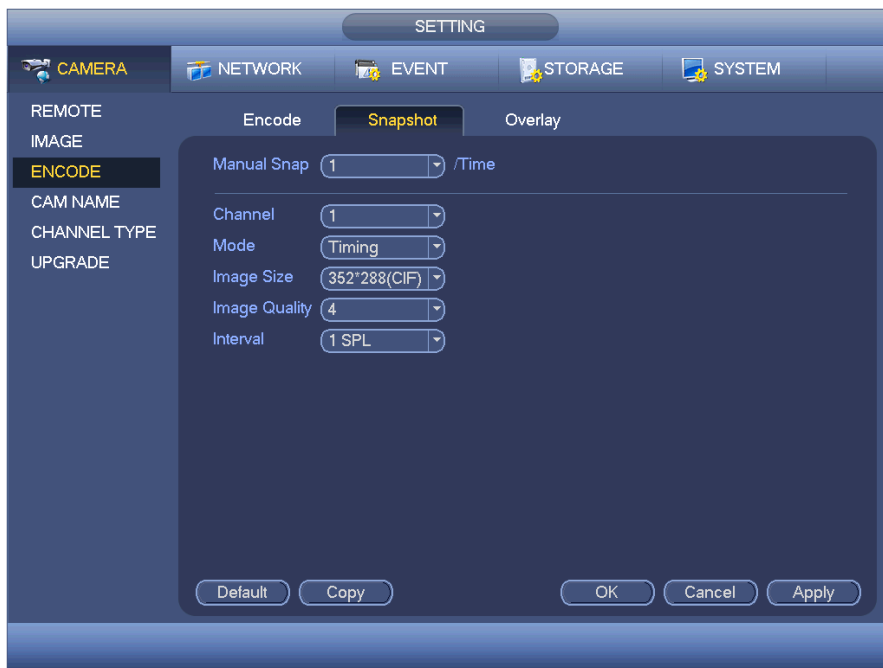 SETTING
CAMERA NETWORK EVENT STORAGE SYSTEM
REMOTE
IMAGE
ENCODE
CAM NAME
CHANNEL TYPE
UPGRADE
Encode Snapshot Overlay
Manual Snap 1 /Time
Channel 1
Mode Timing
Image Size 352*288(CIF)
Image Quality 4
Interval 1 SPL
Default Copy OK Cancel Apply